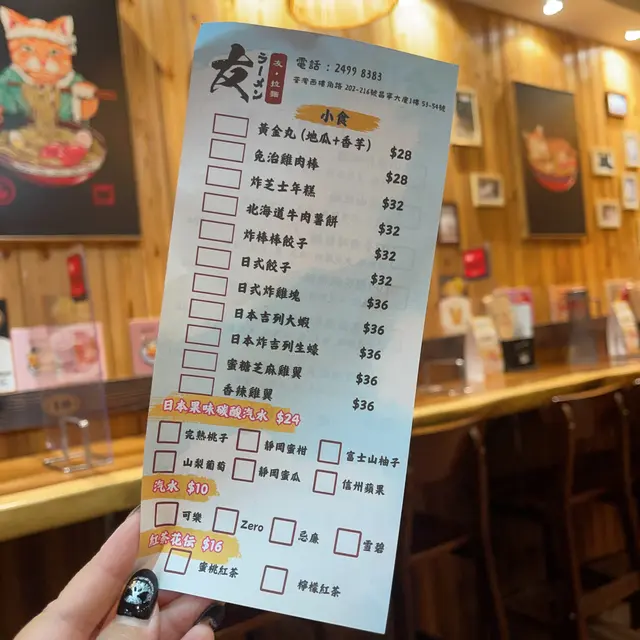 友
ラーメン
友・拉麵
電話：2499 8383
荃灣西樓角路 202-216號昌寧大廈1樓 51-54號
小食
黃金丸 (地瓜+香芋) $28
免治雞肉棒 $28
炸芝士年糕 $32
北海道牛肉薯餅 $32
炸棒棒餃子 $32
日式餃子 $32
日式炸雞塊 $36
日本吉列大蝦 $36
日本炸吉列生蠔 $36
蜜糖芝麻雞翼 $36
香辣雞翼 $36
日本果味碳酸汽水 $24
完熟桃子 靜岡蜜柑 富士山柚子
山梨葡萄 靜岡蜜瓜 信州蘋果
汽水 $10
可樂 Zero 忌廉 雪碧
紅茶花伝 $16
蜜桃紅茶 檸檬紅茶